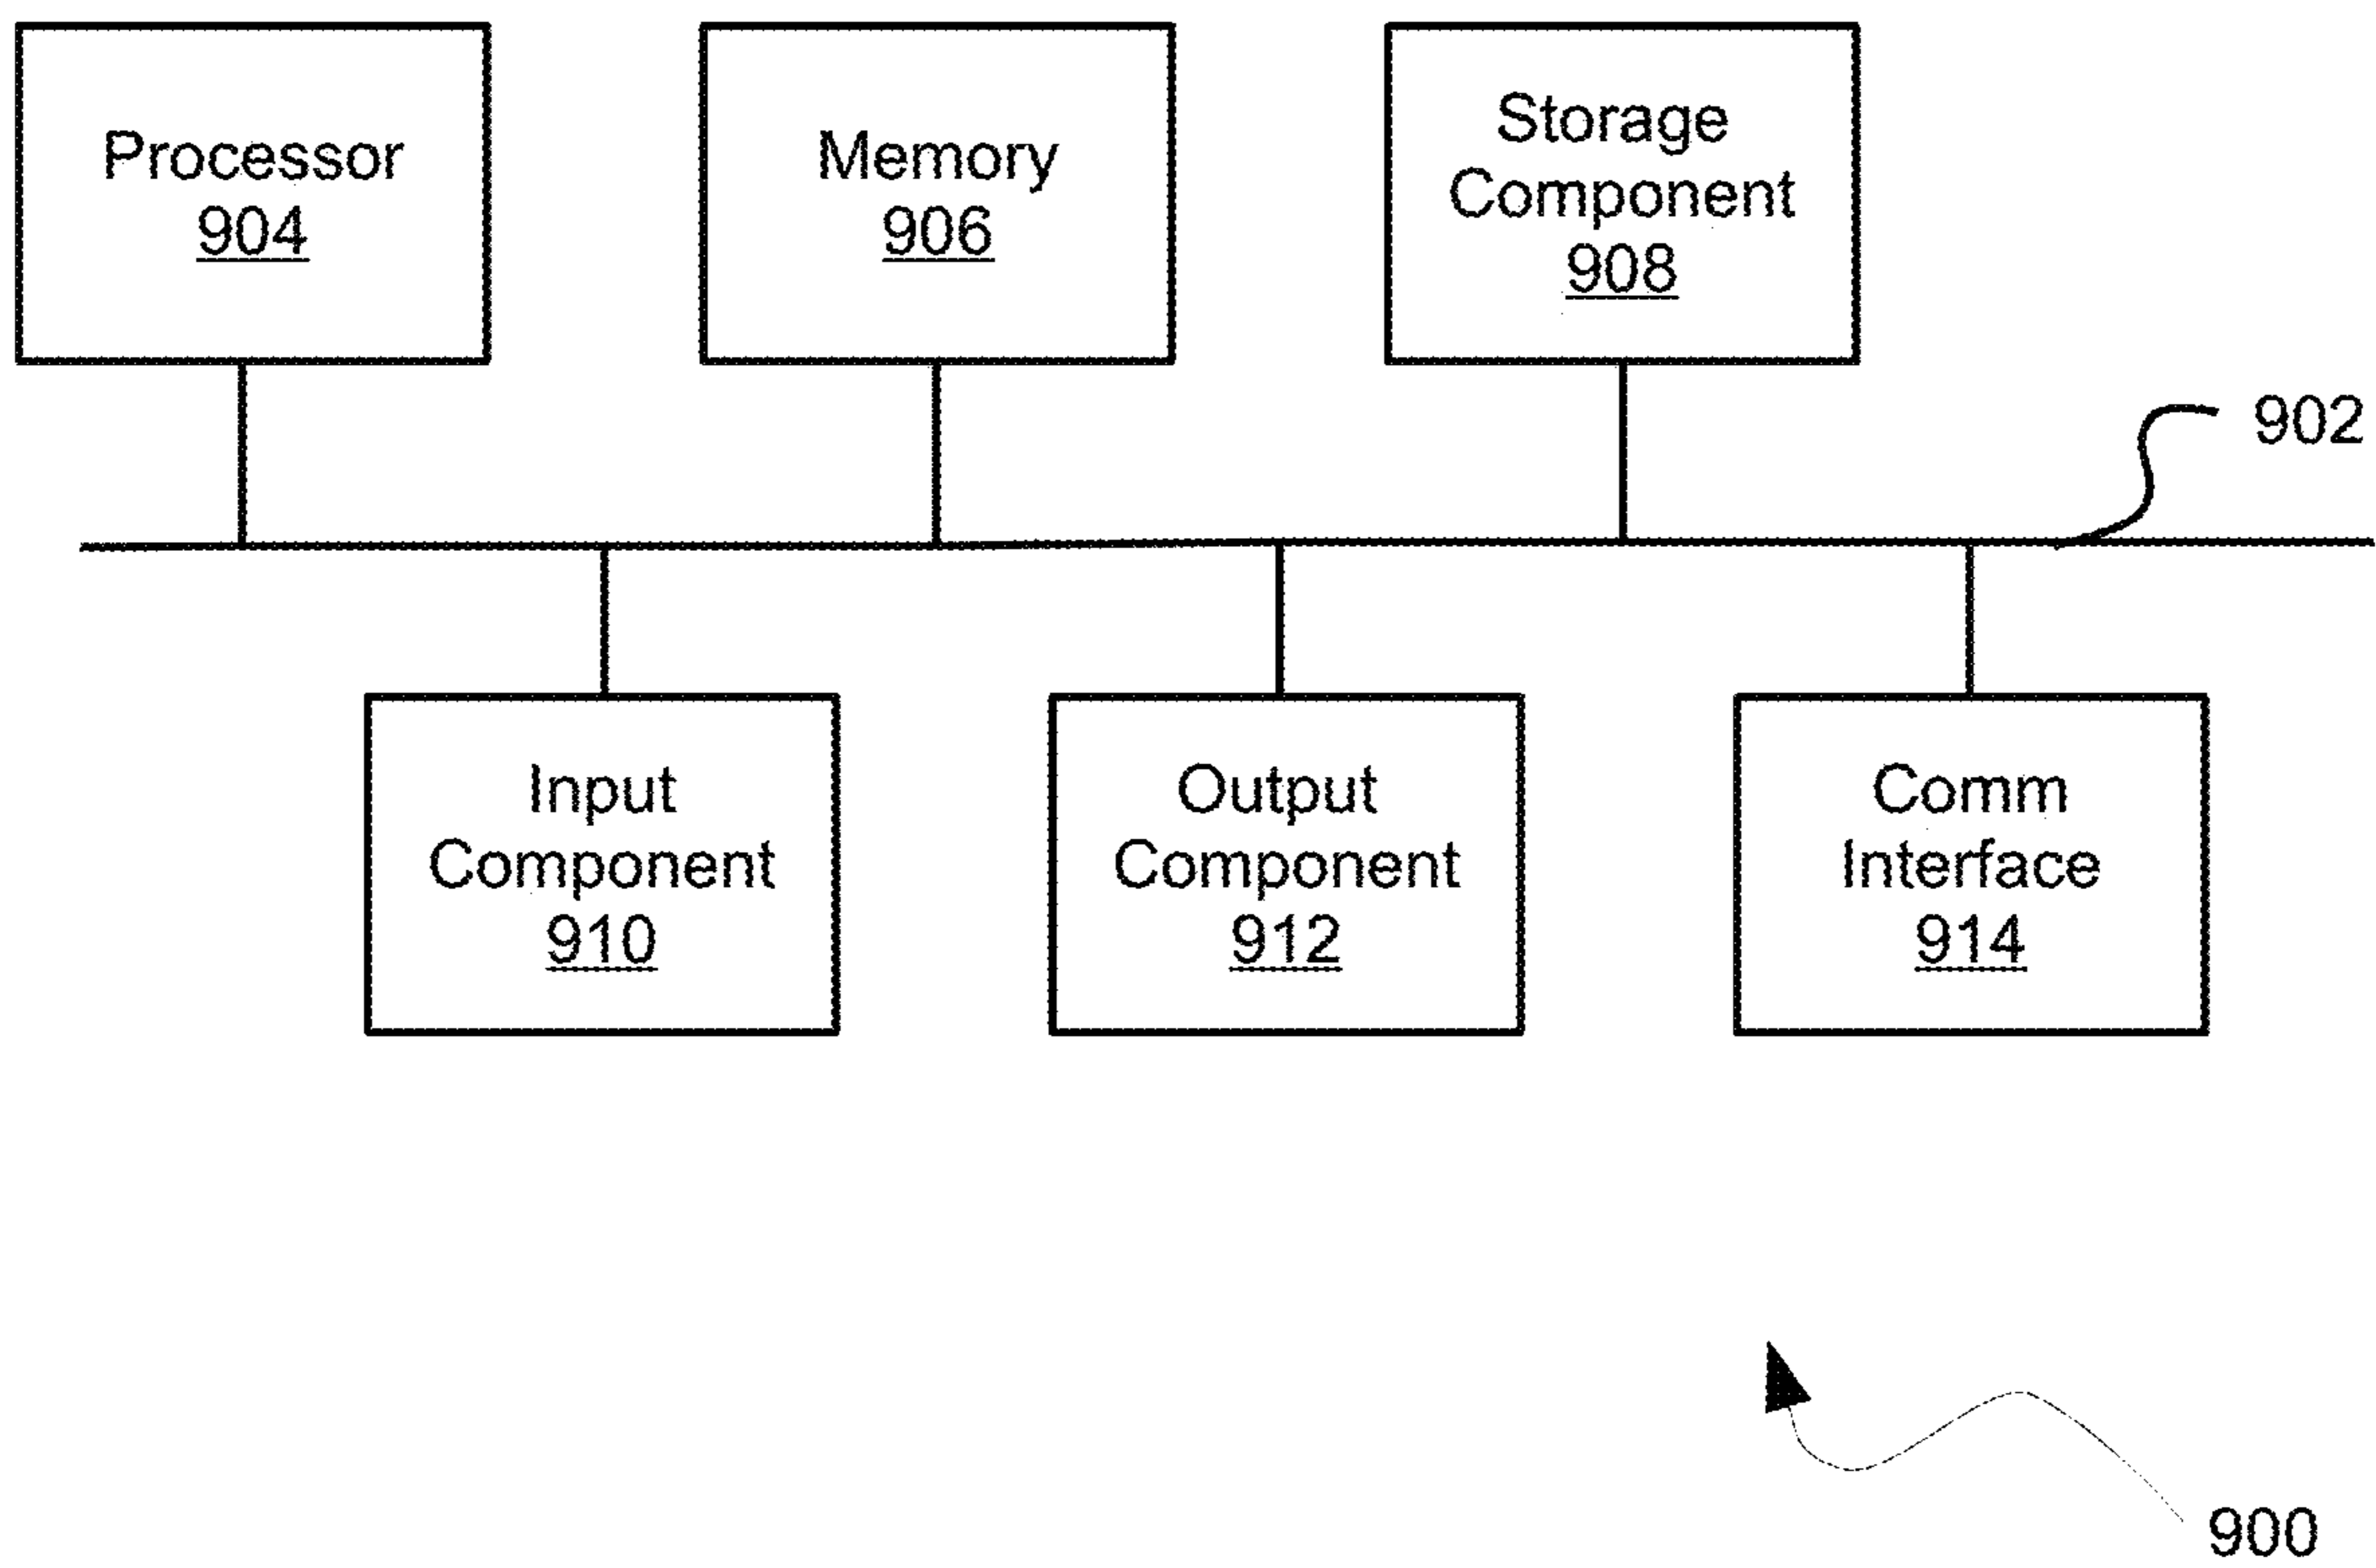 Processor
904
Memory
906
Storage
Component
908
902
Input
Component
910
Output
Component
912
Comm
Interface
914
900